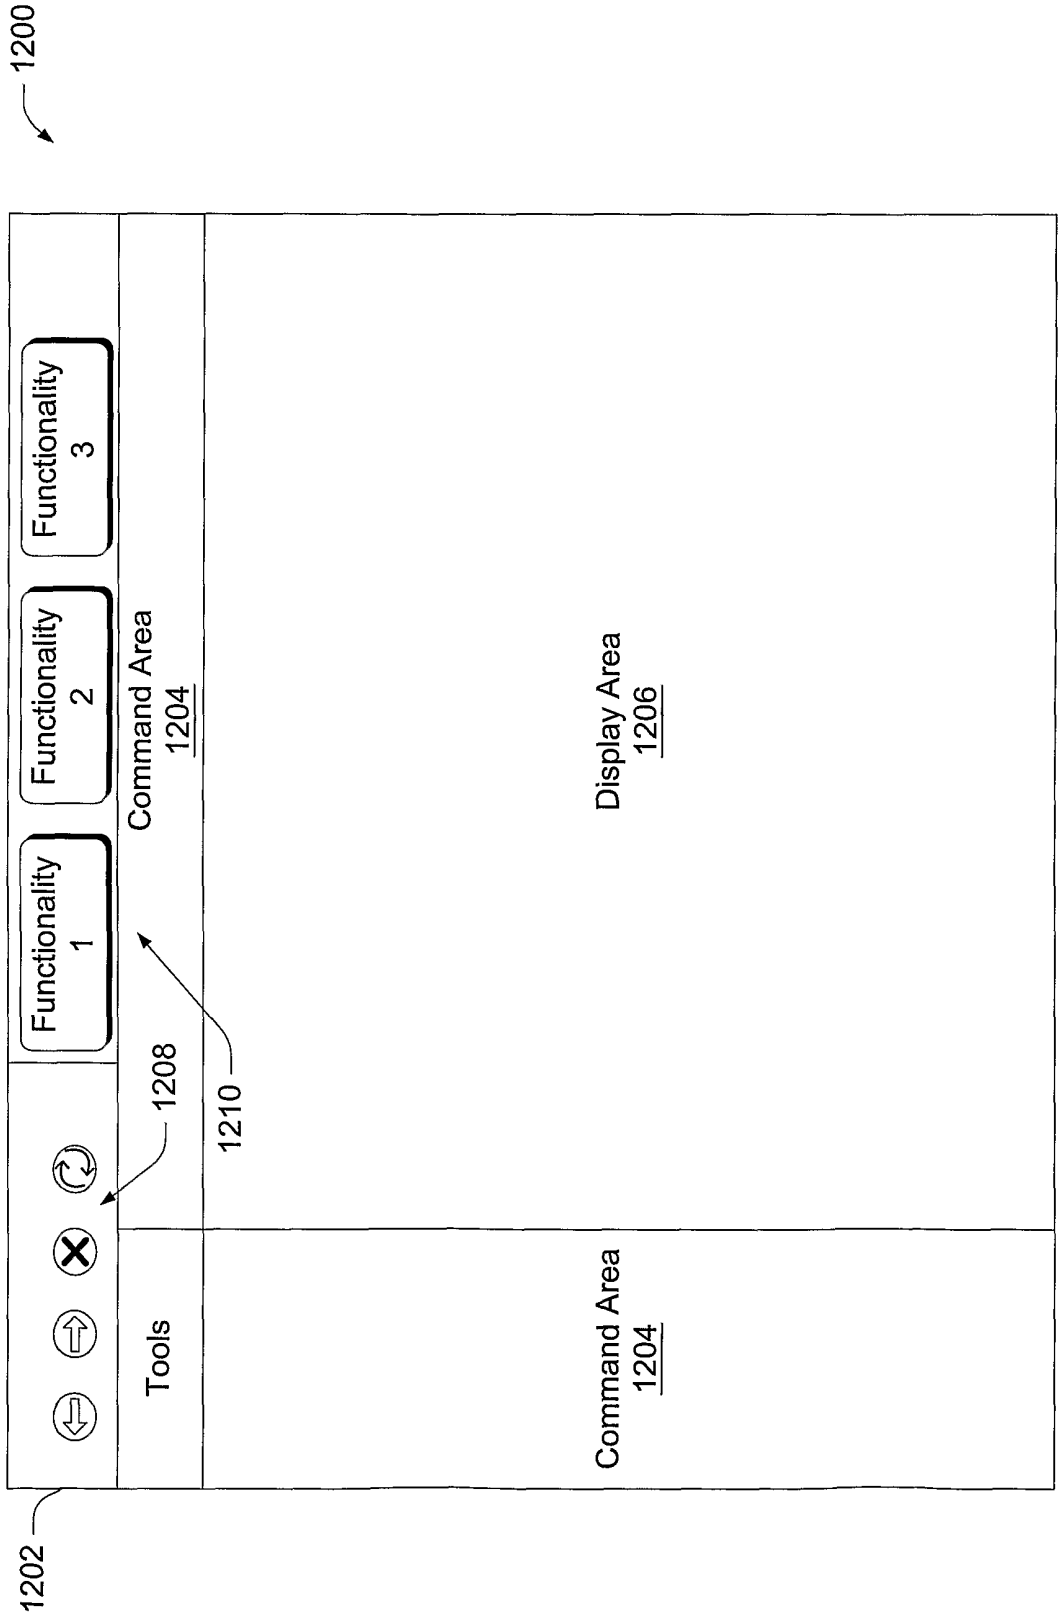 1200
1202
Functionality
1
Functionality
2
Functionality
3
Tools
1208
Command Area
1204
1210
Command Area
1204
Display Area
1206